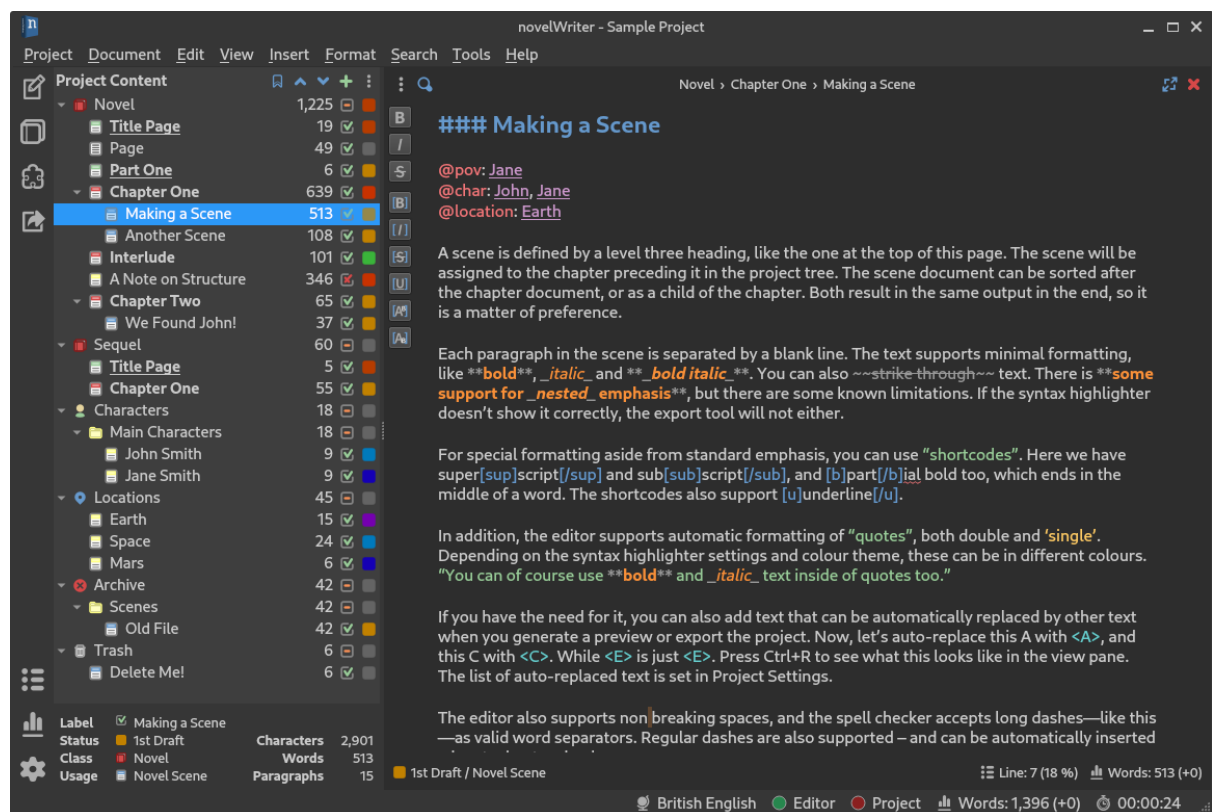 novelWriter - Sample Project
Project Document Edit View Insert Format Search Tools Help
Project Content
Novel 1,225
Title Page 19
Page 49
Part One 6
Chapter One 639
Making a Scene 513
Another Scene 108
Interlude 101
A Note on Structure 346
Chapter Two 65
We Found John! 37
Sequel 60
Title Page 5
Chapter One 55
Characters 18
Main Characters 18
John Smith 9
Jane Smith 9
Locations 45
Earth 15
Space 24
Mars 6
Archive 42
Scenes 42
Old File 42
Trash 6
Delete Me! 6
Label Making a Scene
Status 1st Draft Characters 2,901
Class Novel Words 513
Usage Novel Scene Paragraphs 15
Novel › Chapter One › Making a Scene
B
I
S
[B]
[I]
[S]
[U]
### Making a Scene
@pov: Jane
@char: John, Jane
@location: Earth
A scene is defined by a level three heading, like the one at the top of this page. The scene will be
assigned to the chapter preceding it in the project tree. The scene document can be sorted after
the chapter document, or as a child of the chapter. Both result in the same output in the end, so it
is a matter of preference.
Each paragraph in the scene is separated by a blank line. The text supports minimal formatting,
like **bold**, _italic_ and **_bold italic_**. You can also ~~strike through~~ text. There is **some
support for _nested_ emphasis**, but there are some known limitations. If the syntax highlighter
doesn’t show it correctly, the export tool will not either.
For special formatting aside from standard emphasis, you can use “shortcodes”. Here we have
super[sup]script[/sup] and sub[sub]script[/sub], and [b]part[/b]ial bold too, which ends in the
middle of a word. The shortcodes also support [u]underline[/u].
In addition, the editor supports automatic formatting of “quotes”, both double and ‘single’.
Depending on the syntax highlighter settings and colour theme, these can be in different colours.
“You can of course use **bold** and _italic_ text inside of quotes too.”
If you have the need for it, you can also add text that can be automatically replaced by other text
when you generate a preview or export the project. Now, let’s auto-replace this A with <A>, and
this C with <C>. While <E> is just <E>. Press Ctrl+R to see what this looks like in the view pane.
The list of auto-replaced text is set in Project Settings.
The editor also supports non breaking spaces, and the spell checker accepts long dashes—like this
—as valid word separators. Regular dashes are also supported – and can be automatically inserted
1st Draft / Novel Scene Line: 7 (18 %) Words: 513 (+0)
British English Editor Project Words: 1,396 (+0) 00:00:24